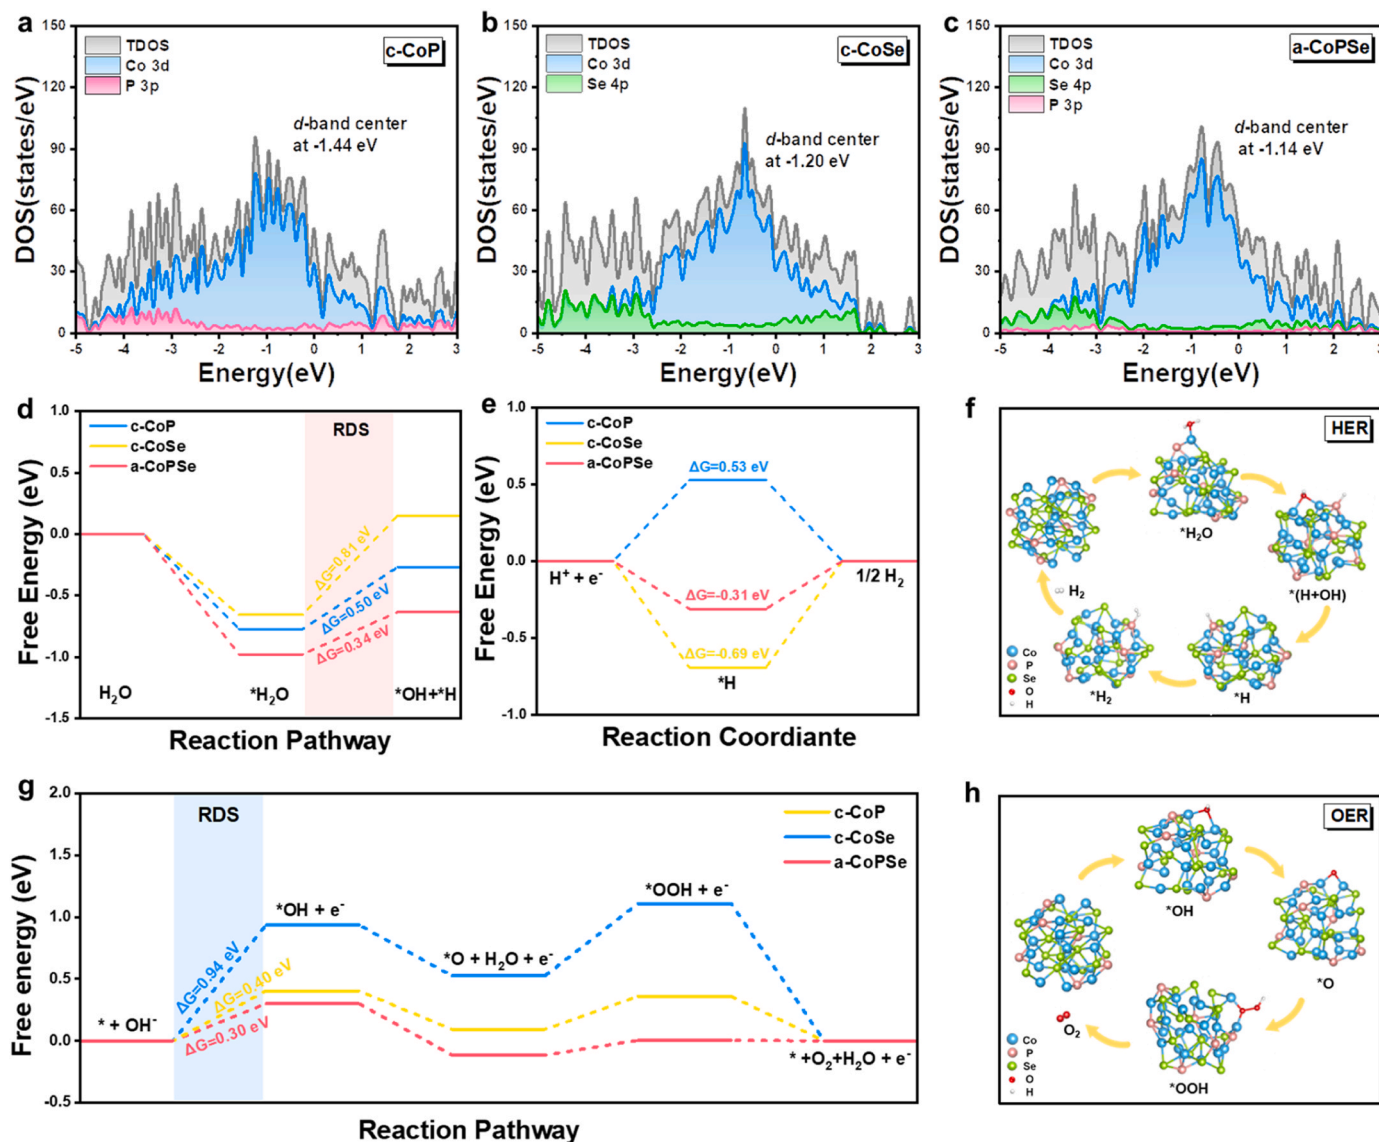 a
150
120
90
60
30
0
DOS(states/eV)
TDOS
Co 3d
P 3p
c-CoP
d-band center
at -1.44 eV
-5 -4 -3 -2 -1 0 1 2 3
Energy(eV)
b
150
120
90
60
30
0
DOS(states/eV)
TDOS
Co 3d
Se 4p
c-CoSe
d-band center
at -1.20 eV
-5 -4 -3 -2 -1 0 1 2 3
Energy(eV)
c
150
120
90
60
30
0
DOS(states/eV)
TDOS
Co 3d
Se 4p
P 3p
a-CoPSe
d-band center
at -1.14 eV
-5 -4 -3 -2 -1 0 1 2 3
Energy(eV)
d
1.0
0.5
0.0
-0.5
-1.0
-1.5
Free Energy (eV)
c-CoP
c-CoSe
a-CoPSe
RDS
ΔG=0.81 eV
ΔG=0.50 eV
ΔG=0.34 eV
H₂O
*H₂O
*OH+*H
Reaction Pathway
e
1.0
0.5
0.0
-0.5
-1.0
Free Energy (eV)
c-CoP
c-CoSe
a-CoPSe
ΔG=0.53 eV
H⁺ + e⁻
1/2 H₂
ΔG=-0.31 eV
ΔG=-0.69 eV
*H
Reaction Coordiante
f
HER
*H₂O
*(H+OH)
H₂
*H₂
*H
Co
P
Se
O
H
g
2.0
1.5
1.0
0.5
0.0
-0.5
Free energy (eV)
RDS
c-CoP
c-CoSe
a-CoPSe
*OH + e⁻
*O + H₂O + e⁻
*OOH + e⁻
ΔG=0.94 eV
ΔG=0.40 eV
ΔG=0.30 eV
* + OH⁻
* +O₂+H₂O + e⁻
Reaction Pathway
h
OER
*OH
*O
O₂
*OOH
Co
P
Se
O
H